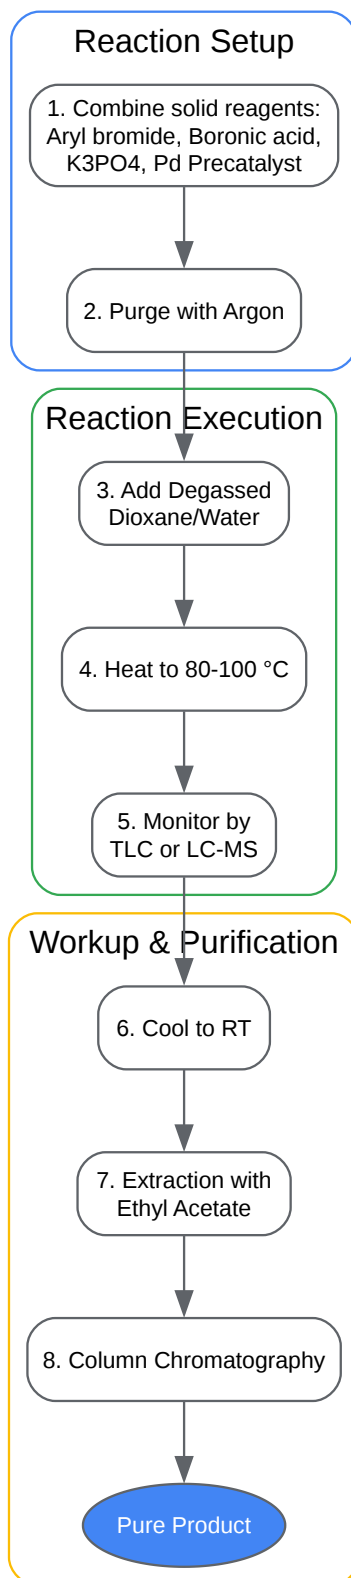 Reaction Setup
1. Combine solid reagents:
Aryl bromide, Boronic acid,
K3PO4, Pd Precatalyst
2. Purge with Argon
Reaction Execution
3. Add Degassed
Dioxane/Water
4. Heat to 80-100 °C
5. Monitor by
TLC or LC-MS
Workup & Purification
6. Cool to RT
7. Extraction with
Ethyl Acetate
8. Column Chromatography
Pure Product